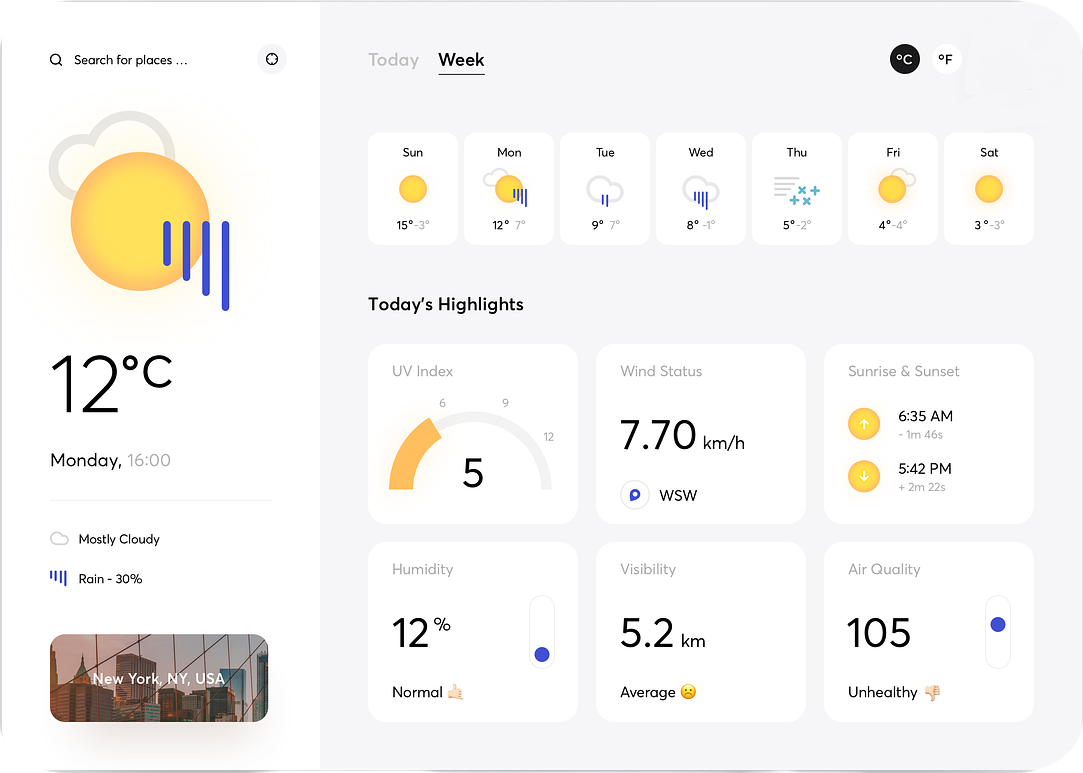 Search for places ...
12°C
Monday, 16:00
Mostly Cloudy
Rain - 30%
New York, NY, USA
Today Week
°C °F
Sun
15°-3°
Mon
12° 7°
Tue
9° 7°
Wed
8° -1°
Thu
5°-2°
Fri
4°-4°
Sat
3°-3°
Today's Highlights
UV Index
6
9
12
5
Wind Status
7.70 km/h
WSW
Sunrise & Sunset
6:35 AM
- 1m 46s
5:42 PM
+ 2m 22s
Humidity
12 %
Normal 🤙🏻
Visibility
5.2 km
Average ☹️
Air Quality
105
Unhealthy 👎🏻